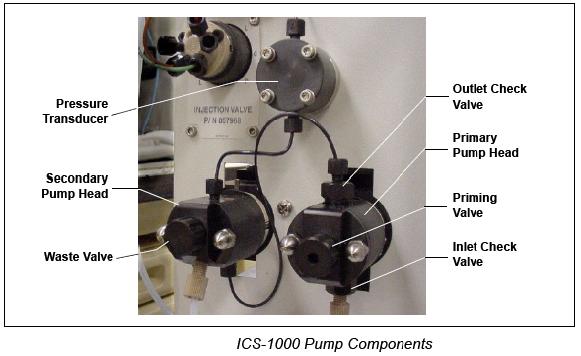 INJECTION VALVE
P/N 057968
Pressure
Transducer
Secondary
Pump Head
Waste Valve
Outlet Check
Valve
Primary
Pump Head
Priming
Valve
Inlet Check
Valve
ICS-1000 Pump Components